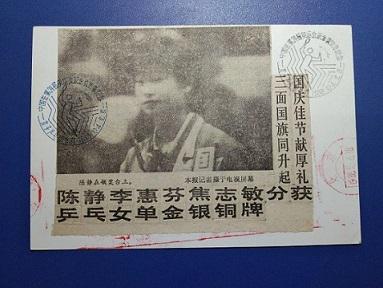 国庆佳节献厚礼
三面国旗同升起
陈静在领奖台上。
本报记者摄于电视屏幕
陈静李惠芬焦志敏分获
乒乓女单金银铜牌